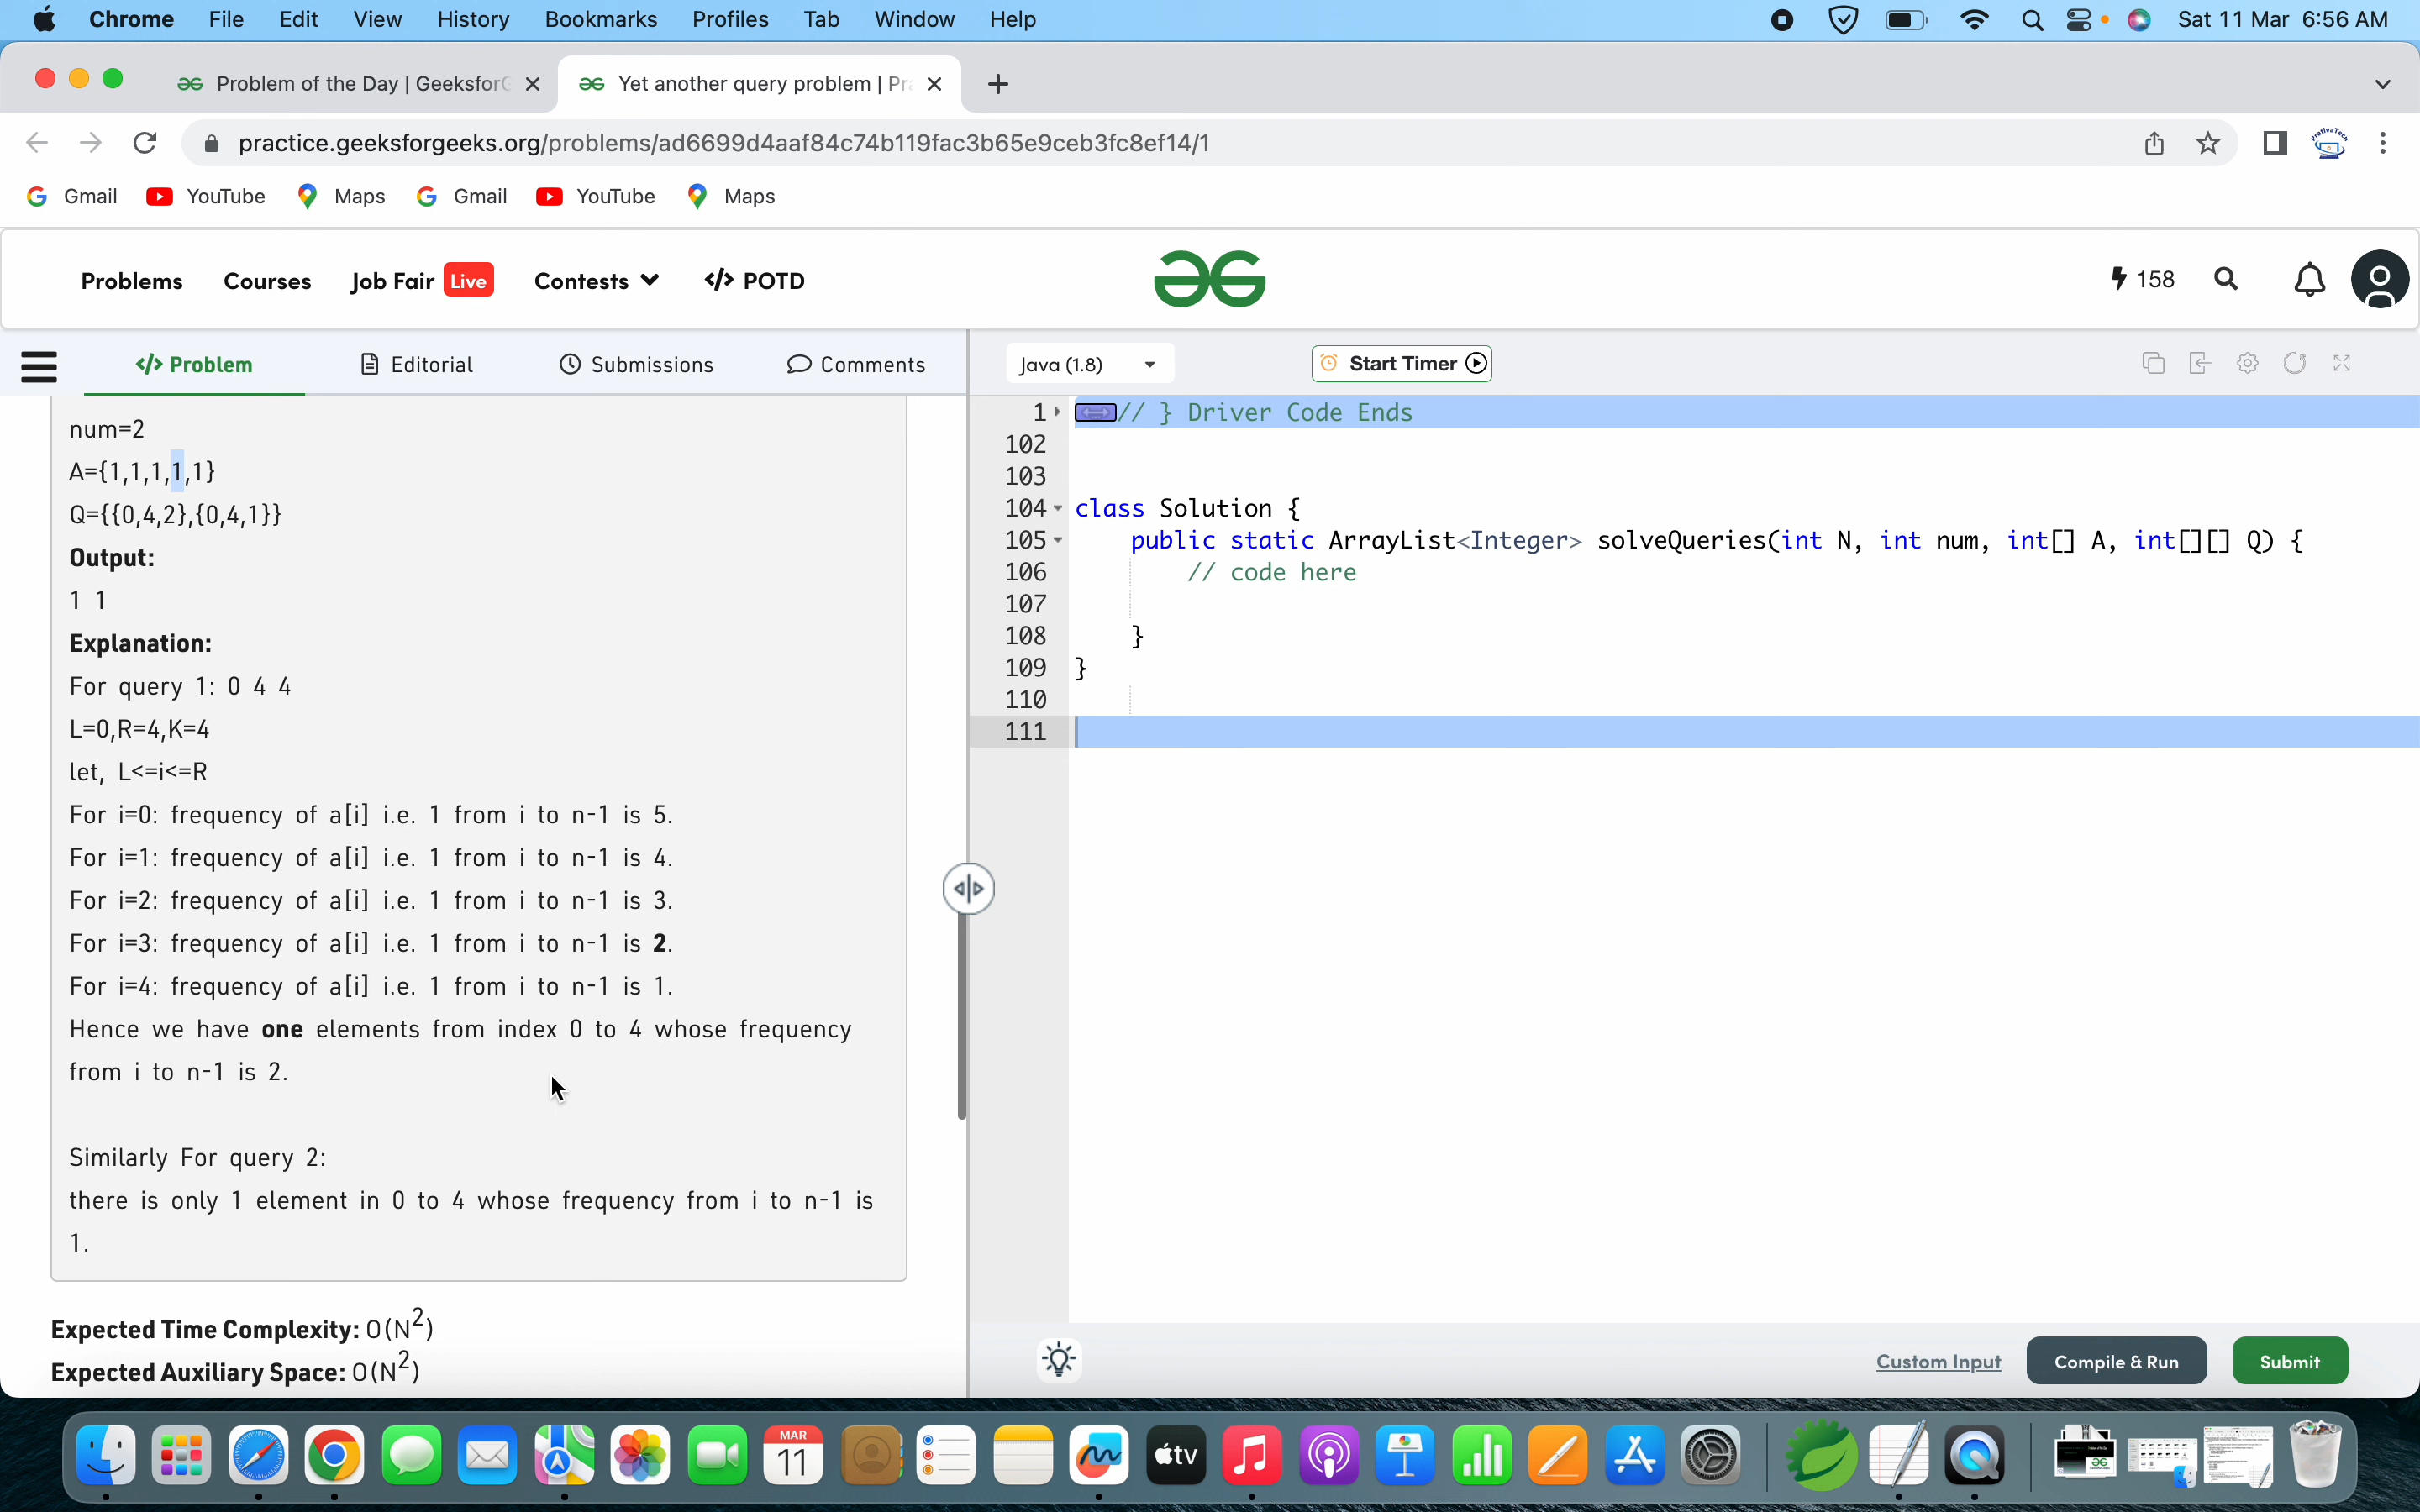 Chrome File Edit View History Bookmarks Profiles Tab Window Help Sat 11 Mar 6:56 AM
Problem of the Day | Geeksfor Yet another query problem | Pr
practice.geeksforgeeks.org/problems/ad6699d4aaf84c74b119fac3b65e9ceb3fc8ef14/1
Gmail YouTube Maps Gmail YouTube Maps
Problems Courses Job Fair Live Contests </> POTD 158
</> Problem Editorial Submissions Comments Java (1.8) Start Timer
num=2
A={1,1,1,1,1}
Q={{0,4,2},{0,4,1}}
Output:
1 1
Explanation:
For query 1: 0 4 4
L=0,R=4,K=4
let, L<=i<=R
For i=0: frequency of a[i] i.e. 1 from i to n-1 is 5.
For i=1: frequency of a[i] i.e. 1 from i to n-1 is 4.
For i=2: frequency of a[i] i.e. 1 from i to n-1 is 3.
For i=3: frequency of a[i] i.e. 1 from i to n-1 is 2.
For i=4: frequency of a[i] i.e. 1 from i to n-1 is 1.
Hence we have one elements from index 0 to 4 whose frequency
from i to n-1 is 2.
Similarly For query 2:
there is only 1 element in 0 to 4 whose frequency from i to n-1 is
1.
Expected Time Complexity: O(N²)
Expected Auxiliary Space: O(N²)
1 // } Driver Code Ends
102
103
104 class Solution {
105 public static ArrayList<Integer> solveQueries(int N, int num, int[] A, int[][] Q) {
106 // code here
107
108 }
109 }
110
111
Custom Input Compile & Run Submit
MAR
11
tv